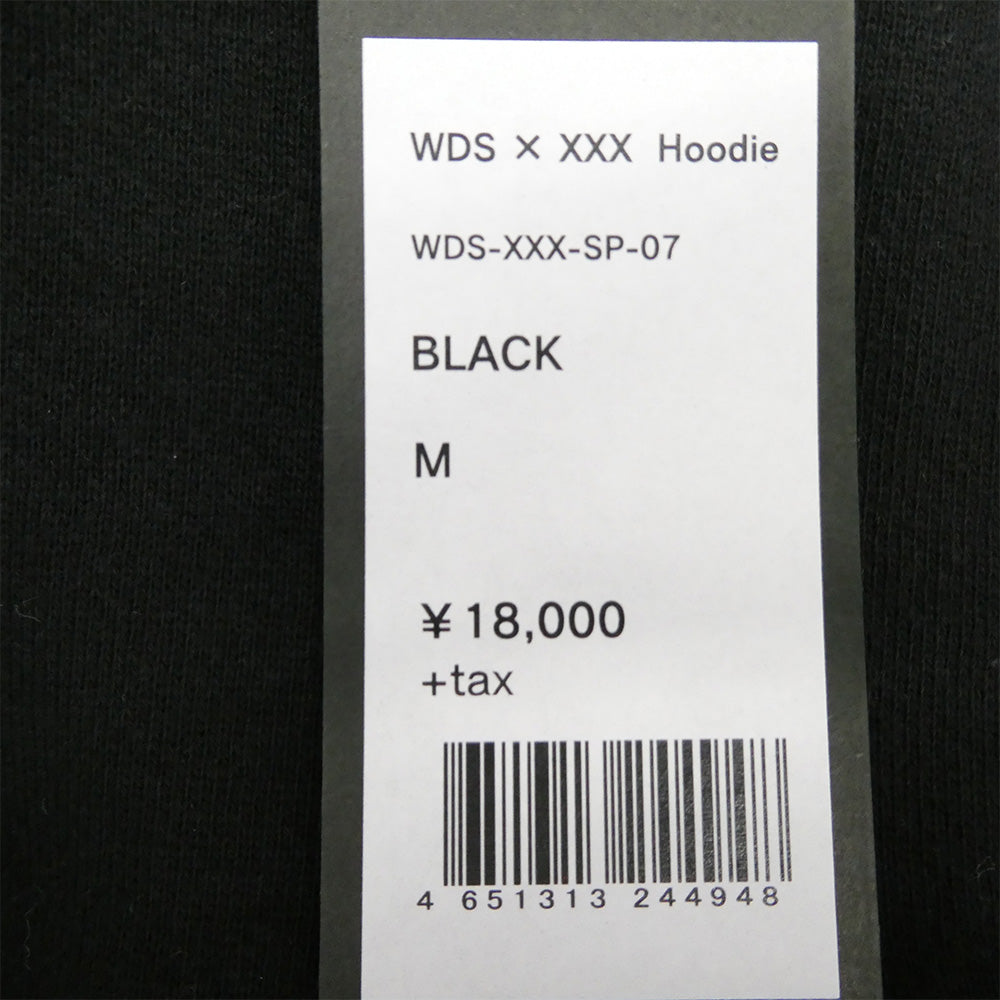 WDS × XXX Hoodie
WDS-XXX-SP-07
BLACK
M
¥18,000
+tax
4 651313 244948